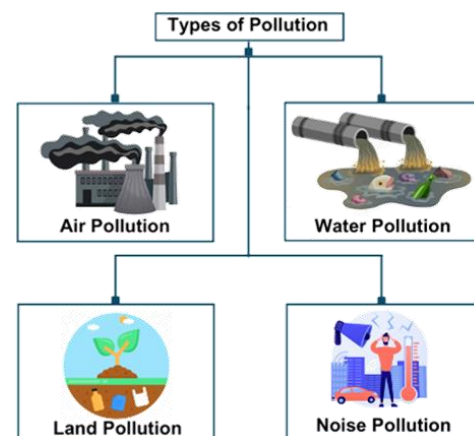 Types of Pollution
Air Pollution
Water Pollution
Land Pollution
Noise Pollution